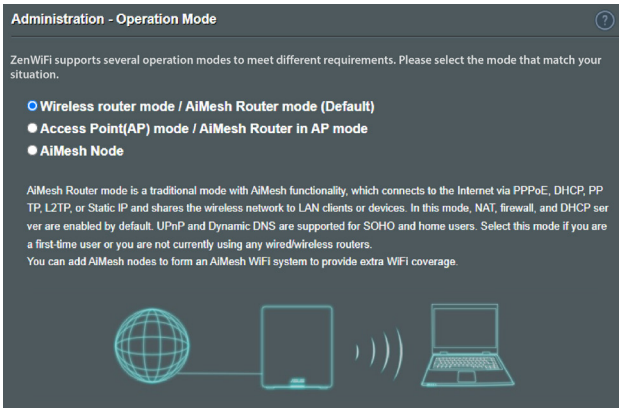 Administration - Operation Mode
?
ZenWiFi supports several operation modes to meet different requirements. Please select the mode that match your
situation.
Wireless router mode / AiMesh Router mode (Default)
Access Point(AP) mode / AiMesh Router in AP mode
AiMesh Node
AiMesh Router mode is a traditional mode with AiMesh functionality, which connects to the Internet via PPPoE, DHCP, PP
TP, L2TP, or Static IP and shares the wireless network to LAN clients or devices. In this mode, NAT, firewall, and DHCP ser
ver are enabled by default. UPnP and Dynamic DNS are supported for SOHO and home users. Select this mode if you are
a first-time user or you are not currently using any wired/wireless routers.
You can add AiMesh nodes to form an AiMesh WiFi system to provide extra WiFi coverage.